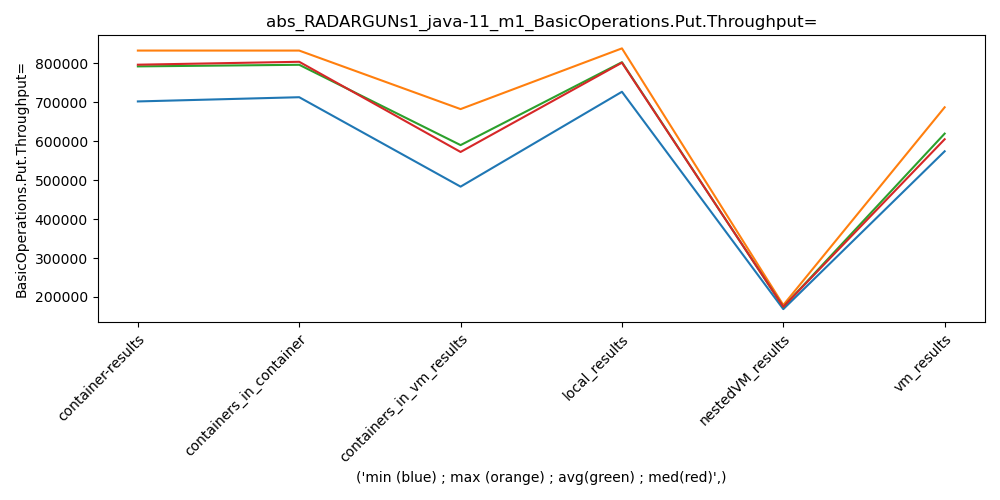 abs_RADARGUNs1_java-11_m1_BasicOperations.Put.Throughput=
BasicOperations.Put.Throughput=
800000
700000
600000
500000
400000
300000
200000
container-results
containers_in_container
containers_in_vm_results
local_results
nestedVM_results
vm_results
('min (blue) ; max (orange) ; avg(green) ; med(red)',)